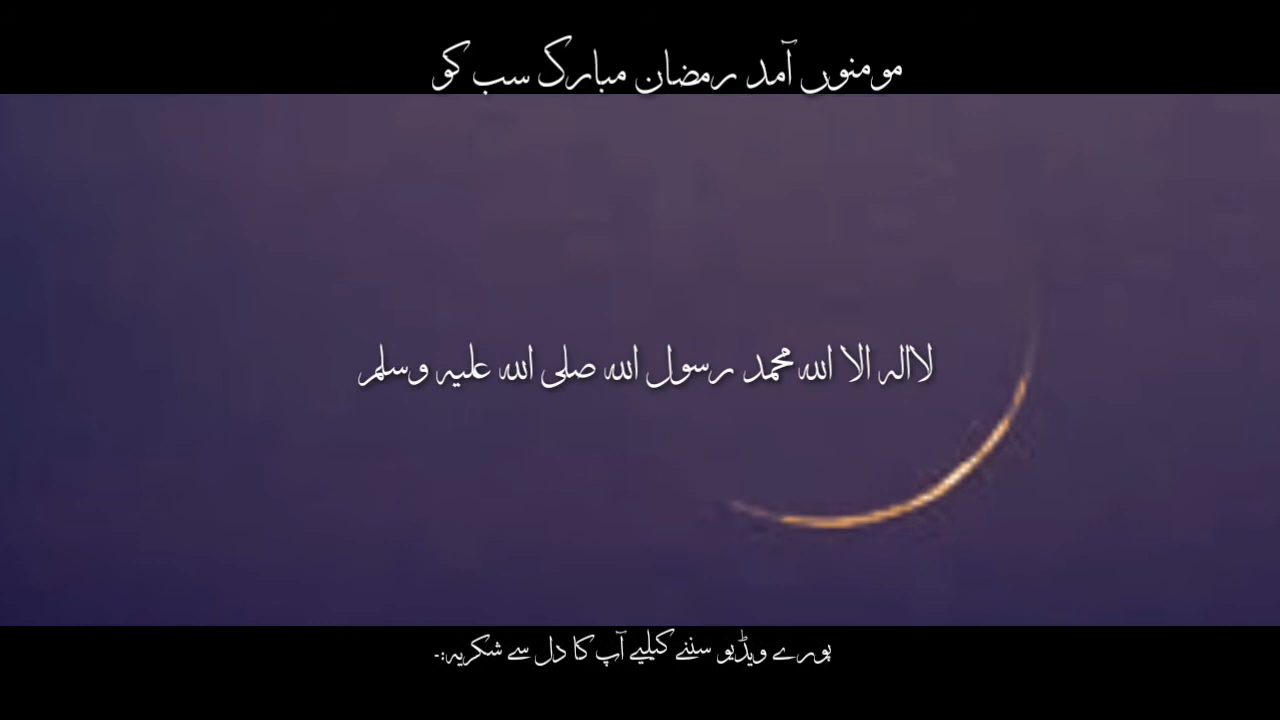 مومنوں آمد رمضان مبارک سب کو
لاالہ الا اللہ محمد رسول اللہ صلی اللہ علیہ وسلم
پورے ویڈیو سننے کیلیے آپ کا دل سے شکریہ:-